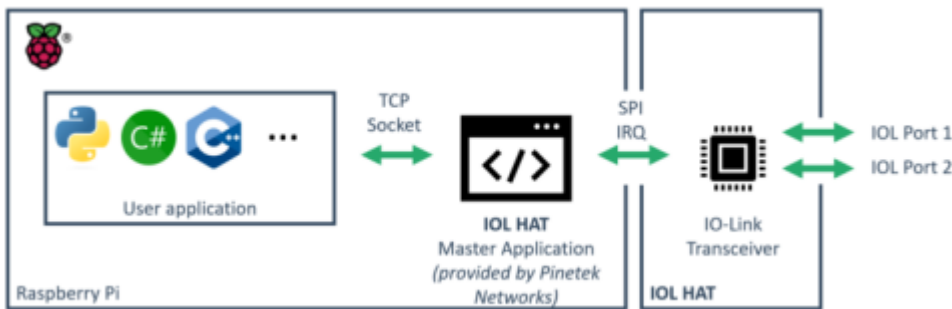 ®
C#
C++
...
User application
Raspberry Pi
TCP
Socket
</>
IOL HAT
Master Application
(provided by Pinetek
Networks)
SPI
IRQ
IO-Link
Transceiver
IOL HAT
IOL Port 1
IOL Port 2